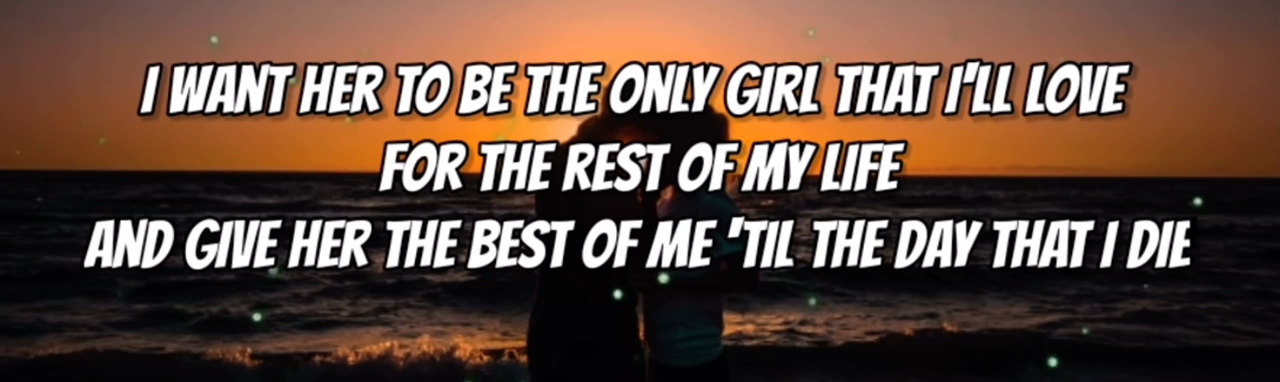 I WANT HER TO BE THE ONLY GIRL THAT I'LL LOVE
FOR THE REST OF MY LIFE
AND GIVE HER THE BEST OF ME 'TIL THE DAY THAT I DIE